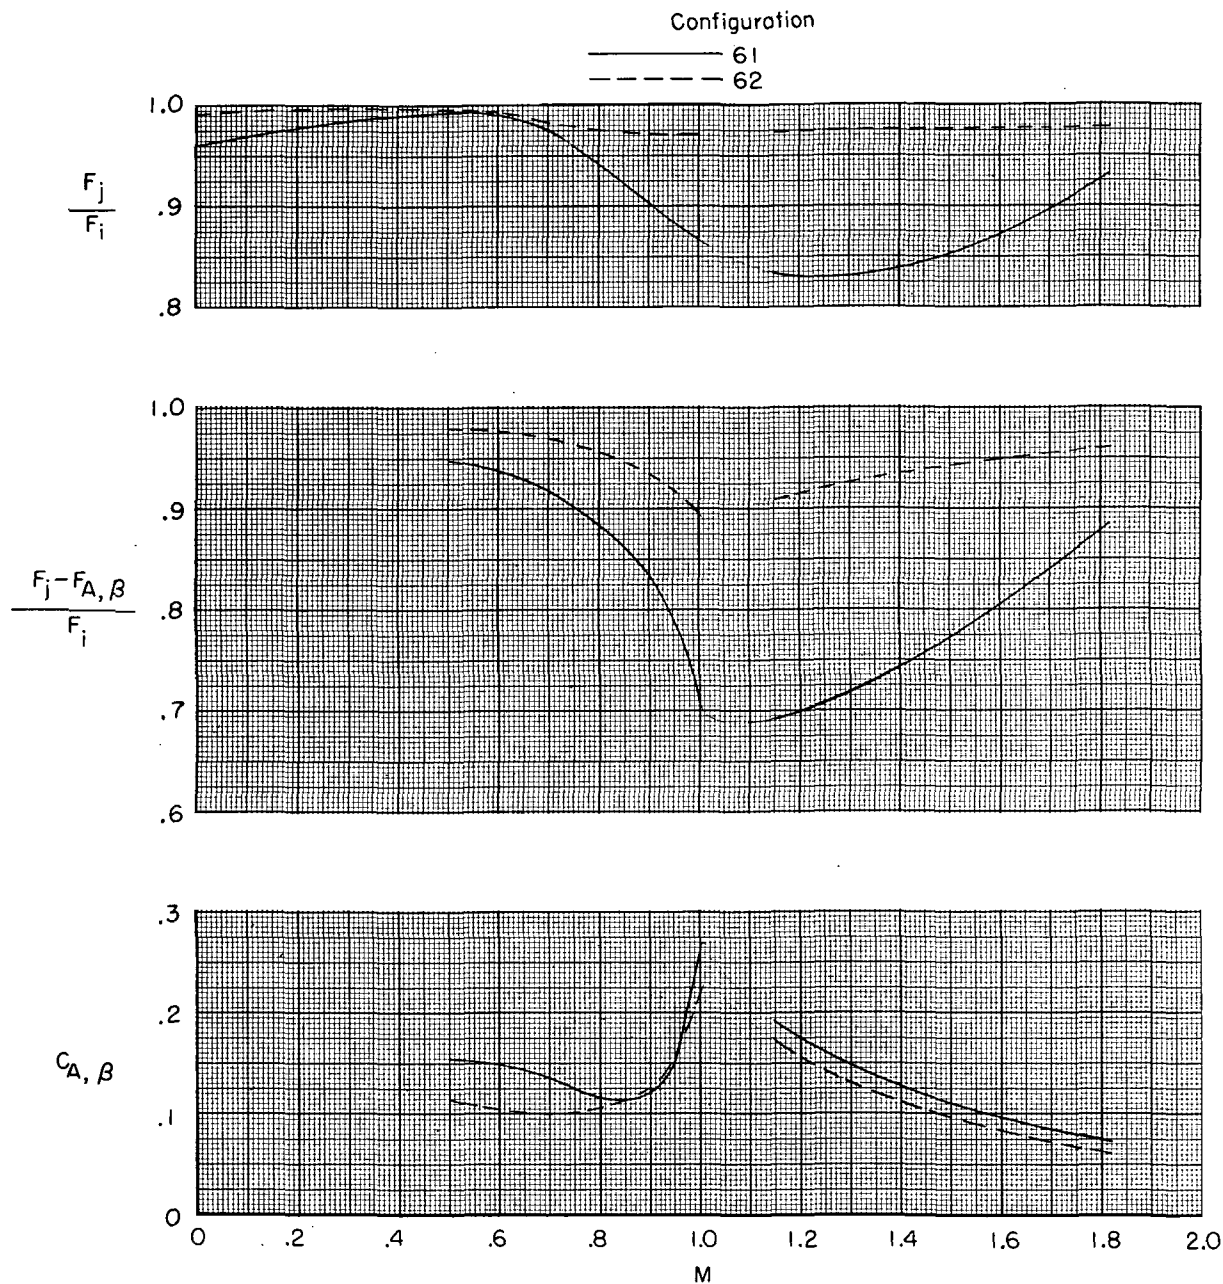 Configuration
61
62
1.0
F_j
F_i
.9
.8
1.0
.9
F_j – F_A, β
F_i
.8
.7
.6
.3
.2
C_A, β
.1
0
0 .2 .4 .6 .8 1.0 1.2 1.4 1.6 1.8 2.0
M